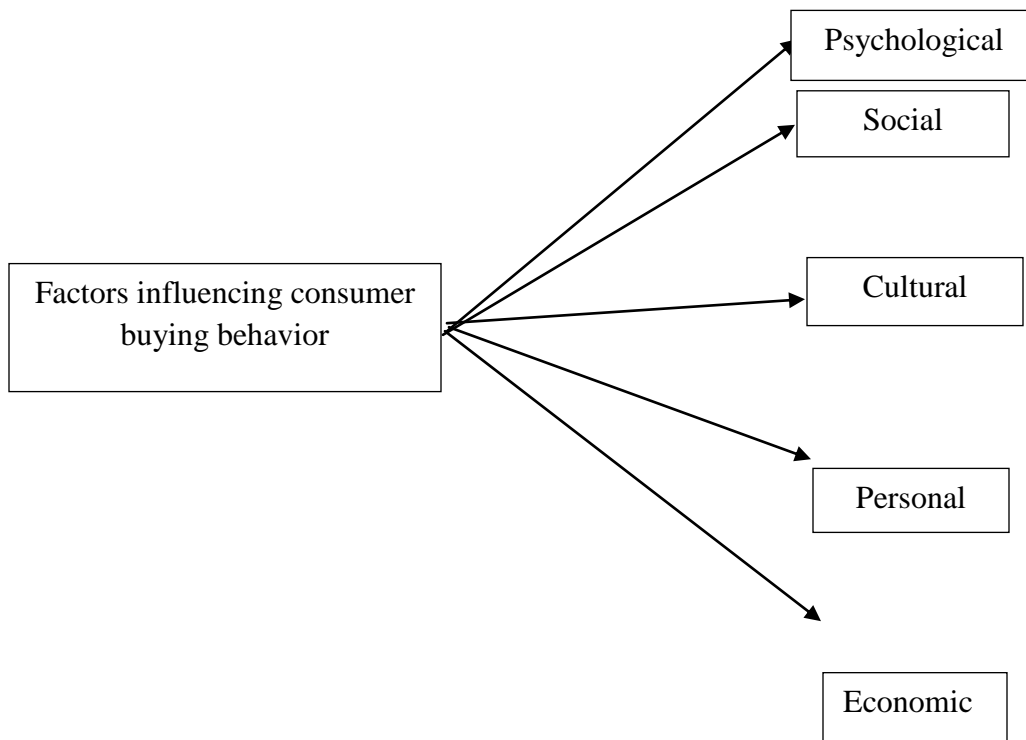 Psychological
Social
Factors influencing consumer
buying behavior
Cultural
Personal
Economic